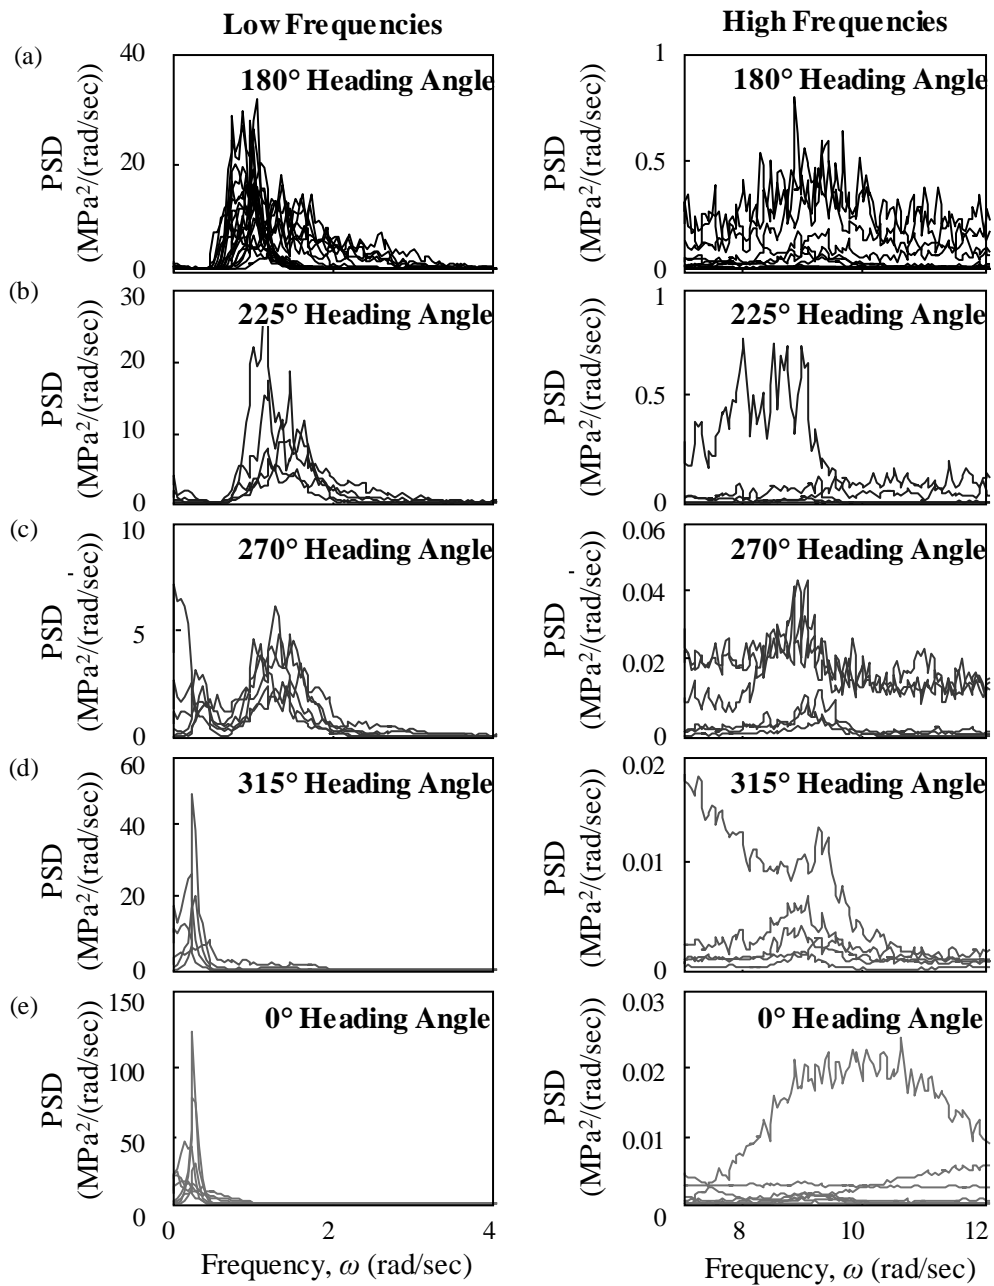 Low Frequencies
High Frequencies
(a)
PSD
(MPa²/(rad/sec))
40
20
0
180° Heading Angle
PSD
(MPa²/(rad/sec))
1
0.5
0
180° Heading Angle
(b)
PSD
(MPa²/(rad/sec))
30
20
10
0
225° Heading Angle
PSD
(MPa²/(rad/sec))
1
0.5
0
225° Heading Angle
(c)
PSD
(MPa²/(rad/sec))
10
5
0
270° Heading Angle
PSD
(MPa²/(rad/sec))
0.06
0.04
0.02
0
270° Heading Angle
(d)
PSD
(MPa²/(rad/sec))
60
40
20
0
315° Heading Angle
PSD
(MPa²/(rad/sec))
0.02
0.01
0
315° Heading Angle
(e)
PSD
(MPa²/(rad/sec))
150
100
50
0
0° Heading Angle
PSD
(MPa²/(rad/sec))
0.03
0.02
0.01
0
0° Heading Angle
0 2 4
8 10 12
Frequency, ω (rad/sec)
Frequency, ω (rad/sec)